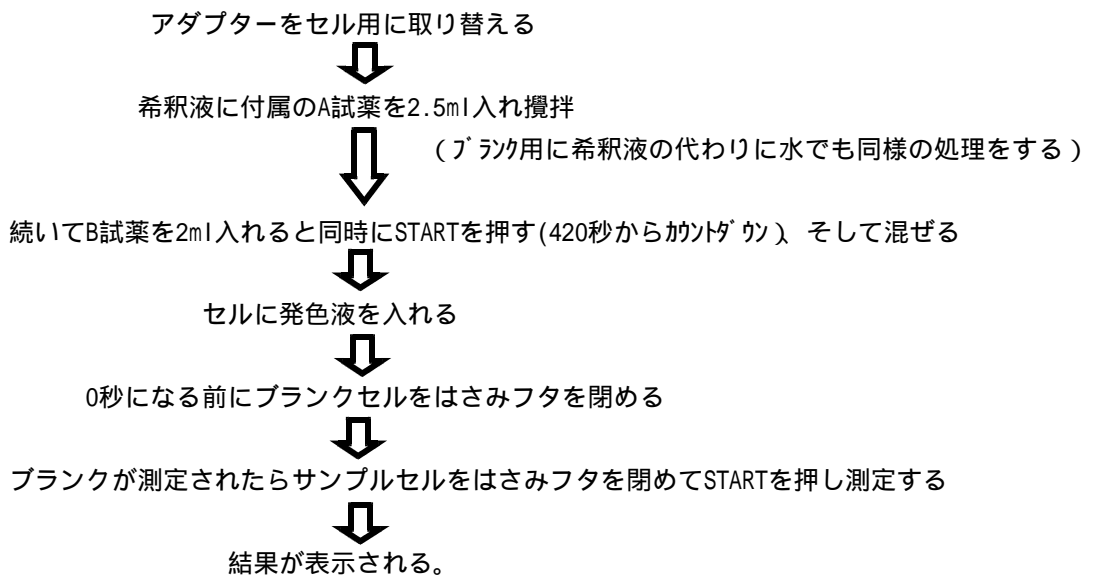 アダプターをセル用に取り替える
希釈液に付属のA試薬を2.5ml入れ攪拌
(ﾌﾞﾗﾝｸ用に希釈液の代わりに水でも同様の処理をする)
続いてB試薬を2ml入れると同時にSTARTを押す(420秒からｶｳﾝﾄﾀﾞｳﾝ)、そして混ぜる
セルに発色液を入れる
0秒になる前にブランクセルをはさみフタを閉める
ブランクが測定されたらサンプルセルをはさみフタを閉めてSTARTを押し測定する
結果が表示される。